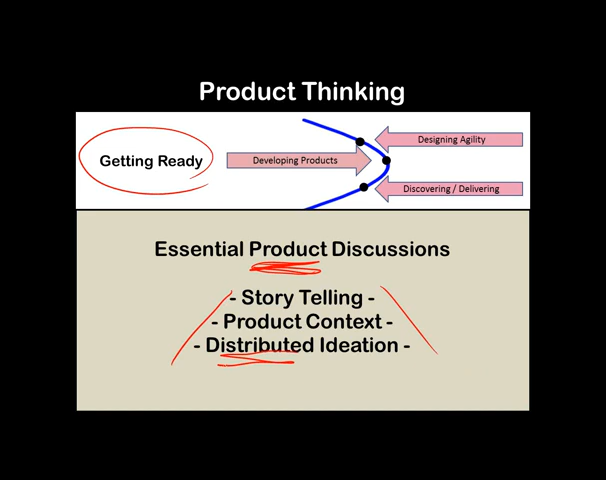 Product Thinking
Designing Agility
Getting Ready
Developing Products
Discovering / Delivering
Essential Product Discussions
- Story Telling -
- Product Context -
- Distributed Ideation -